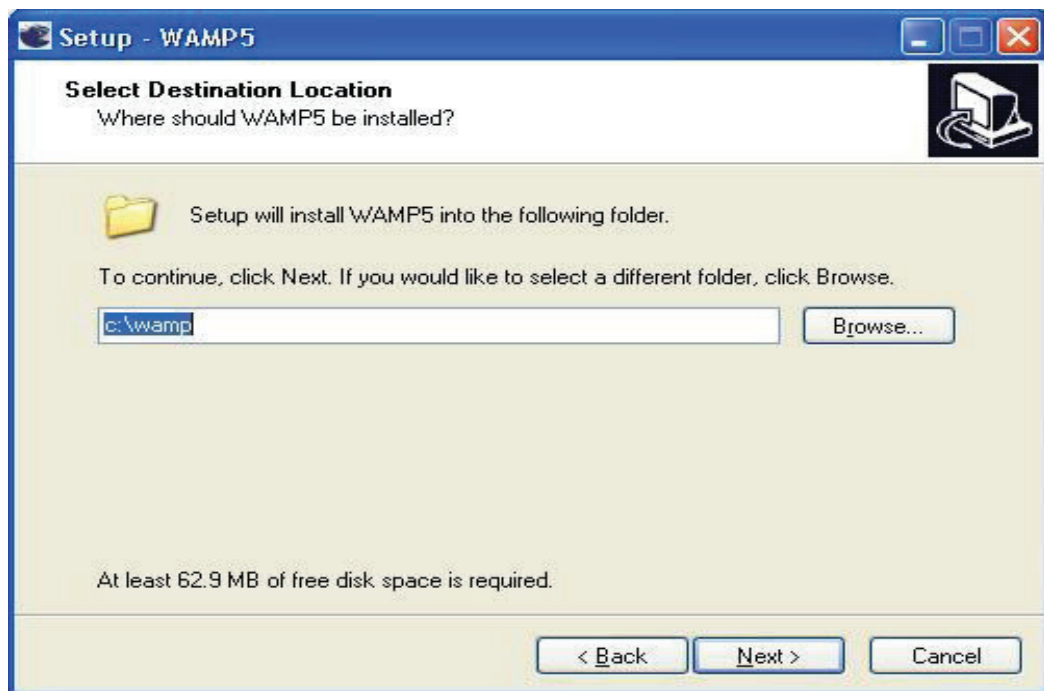 Setup - WAMP5
Select Destination Location
Where should WAMP5 be installed?
Setup will install WAMP5 into the following folder.
To continue, click Next. If you would like to select a different folder, click Browse.
c:\wamp
Browse...
At least 62.9 MB of free disk space is required.
< Back
Next >
Cancel